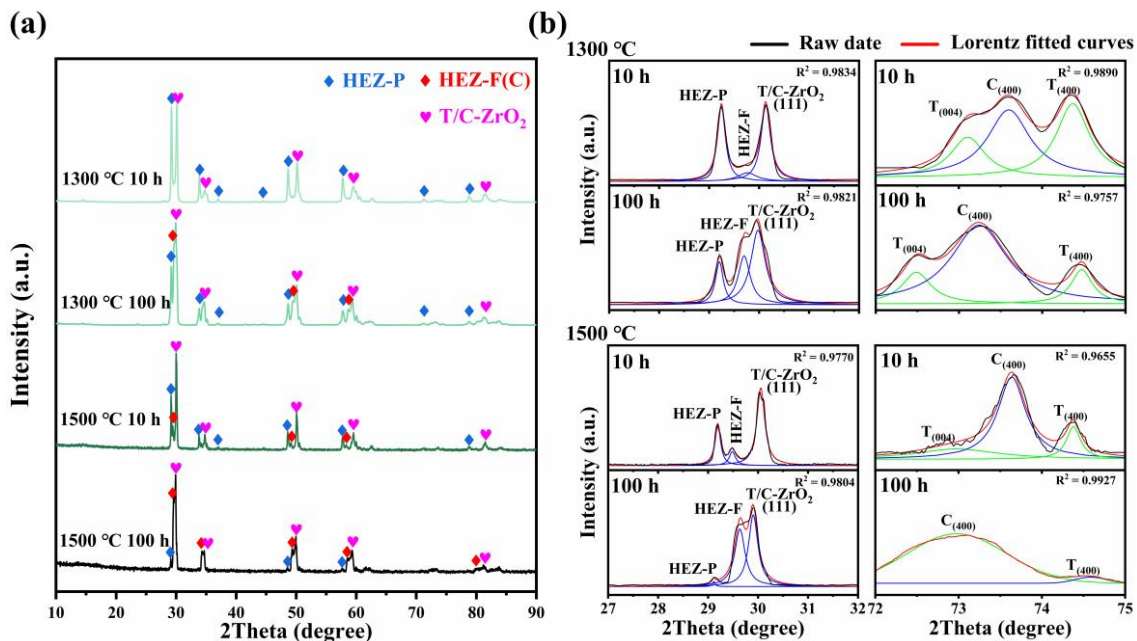 (a)
HEZ-P
HEZ-F(C)
T/C-ZrO₂
1300 ℃ 10 h
1300 ℃ 100 h
1500 ℃ 10 h
1500 ℃ 100 h
Intensity (a.u.)
10 20 30 40 50 60 70 80 90
2Theta (degree)
(b)
Raw date
Lorentz fitted curves
1300 ℃
10 h
R² = 0.9834
HEZ-P
HEZ-F
T/C-ZrO₂
(111)
R² = 0.9890
T₍₀₀₄₎
C₍₄₀₀₎
T₍₄₀₀₎
100 h
R² = 0.9821
HEZ-P
HEZ-F
T/C-ZrO₂
(111)
100 h
R² = 0.9757
T₍₀₀₄₎
C₍₄₀₀₎
T₍₄₀₀₎
1500 ℃
10 h
R² = 0.9770
HEZ-P
HEZ-F
T/C-ZrO₂
(111)
10 h
R² = 0.9655
T₍₀₀₄₎
C₍₄₀₀₎
T₍₄₀₀₎
100 h
R² = 0.9804
HEZ-P
HEZ-F
T/C-ZrO₂
(111)
100 h
R² = 0.9927
C₍₄₀₀₎
T₍₄₀₀₎
Intensity (a.u.)
Intensity (a.u.)
27 28 29 30 31 32
72 73 74 75
2Theta (degree)
2Theta (degree)